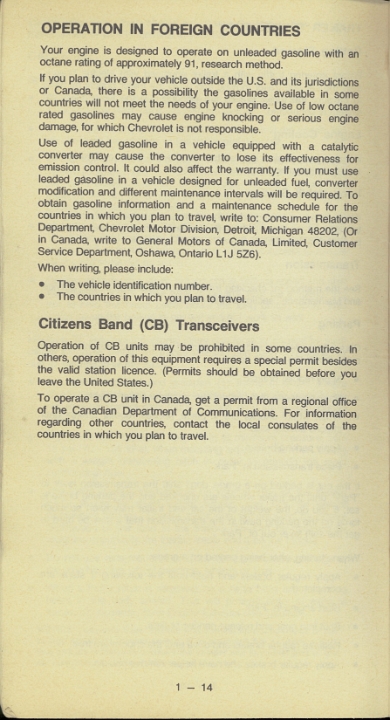 OPERATION IN FOREIGN COUNTRIES
Your engine is designed to operate on unleaded gasoline with an
octane rating of approximately 91, research method.
If you plan to drive your vehicle outside the U.S. and its jurisdictions
or Canada, there is a possibility the gasolines available in some
countries will not meet the needs of your engine. Use of low octane
rated gasolines may cause engine knocking or serious engine
damage, for which Chevrolet is not responsible.
Use of leaded gasoline in a vehicle equipped with a catalytic
converter may cause the converter to lose its effectiveness for
emission control. It could also affect the warranty. If you must use
leaded gasoline in a vehicle designed for unleaded fuel, converter
modification and different maintenance intervals will be required. To
obtain gasoline information and a maintenance schedule for the
countries in which you plan to travel, write to: Consumer Relations
Department, Chevrolet Motor Division, Detroit, Michigan 48202, (Or
in Canada, write to General Motors of Canada, Limited, Customer
Service Department, Oshawa, Ontario L1J 5Z6).
When writing, please include:
● The vehicle identification number.
● The countries in which you plan to travel.
Citizens Band (CB) Transceivers
Operation of CB units may be prohibited in some countries. In
others, operation of this equipment requires a special permit besides
the valid station licence. (Permits should be obtained before you
leave the United States.)
To operate a CB unit in Canada, get a permit from a regional office
of the Canadian Department of Communications. For information
regarding other countries, contact the local consulates of the
countries in which you plan to travel.
1 — 14